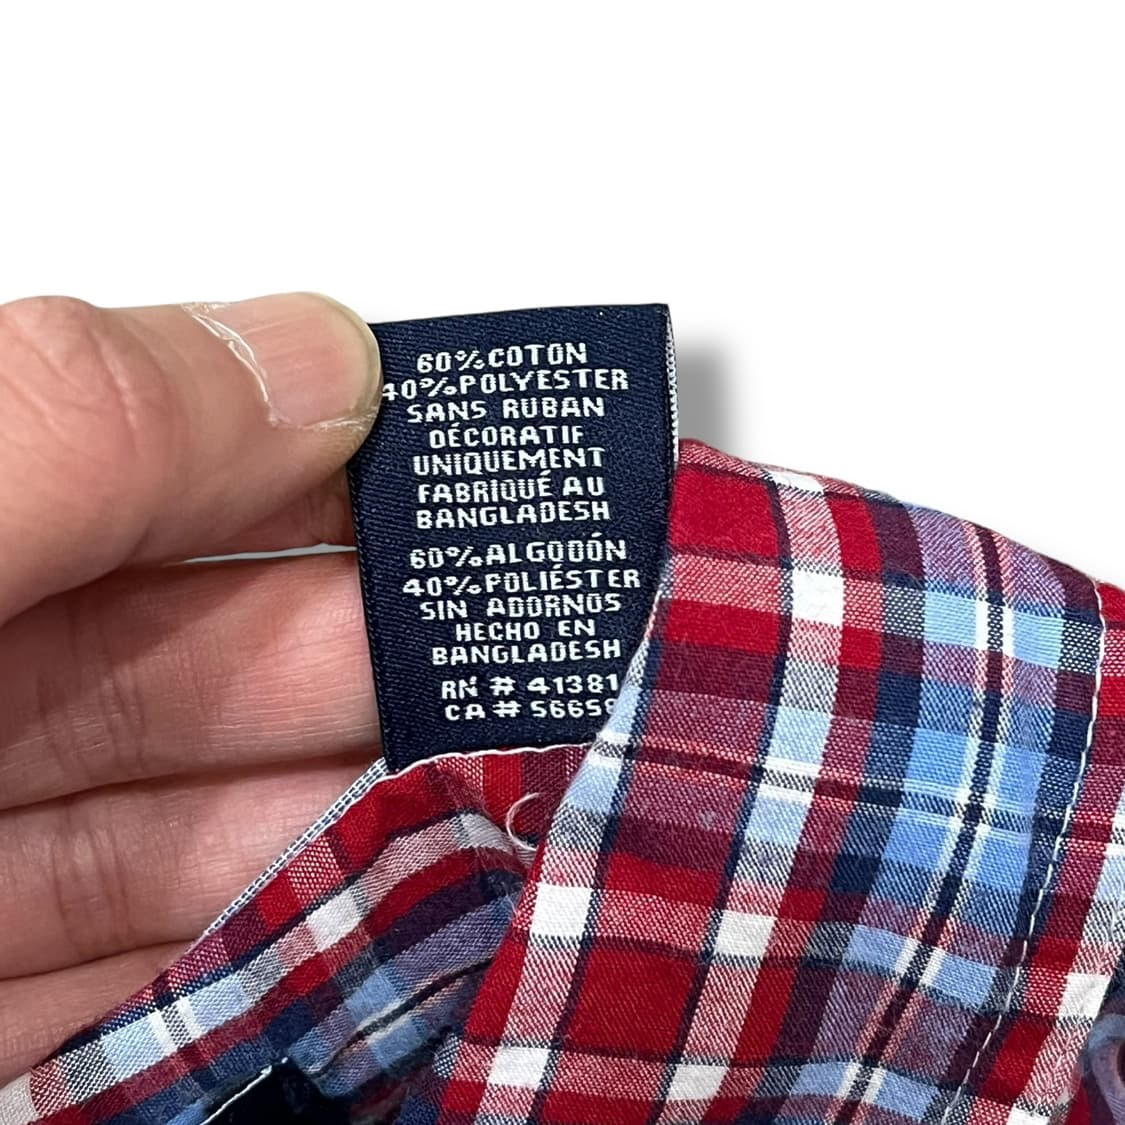 60%COTON
40%POLYESTER
SANS RUBAN
DÉCORATIF
UNIQUEMENT
FABRIQUÉ AU
BANGLADESH
60%ALGODÓN
40%POLIÉSTER
SIN ADORNOS
HECHO EN
BANGLADESH
RN # 41381
CA #